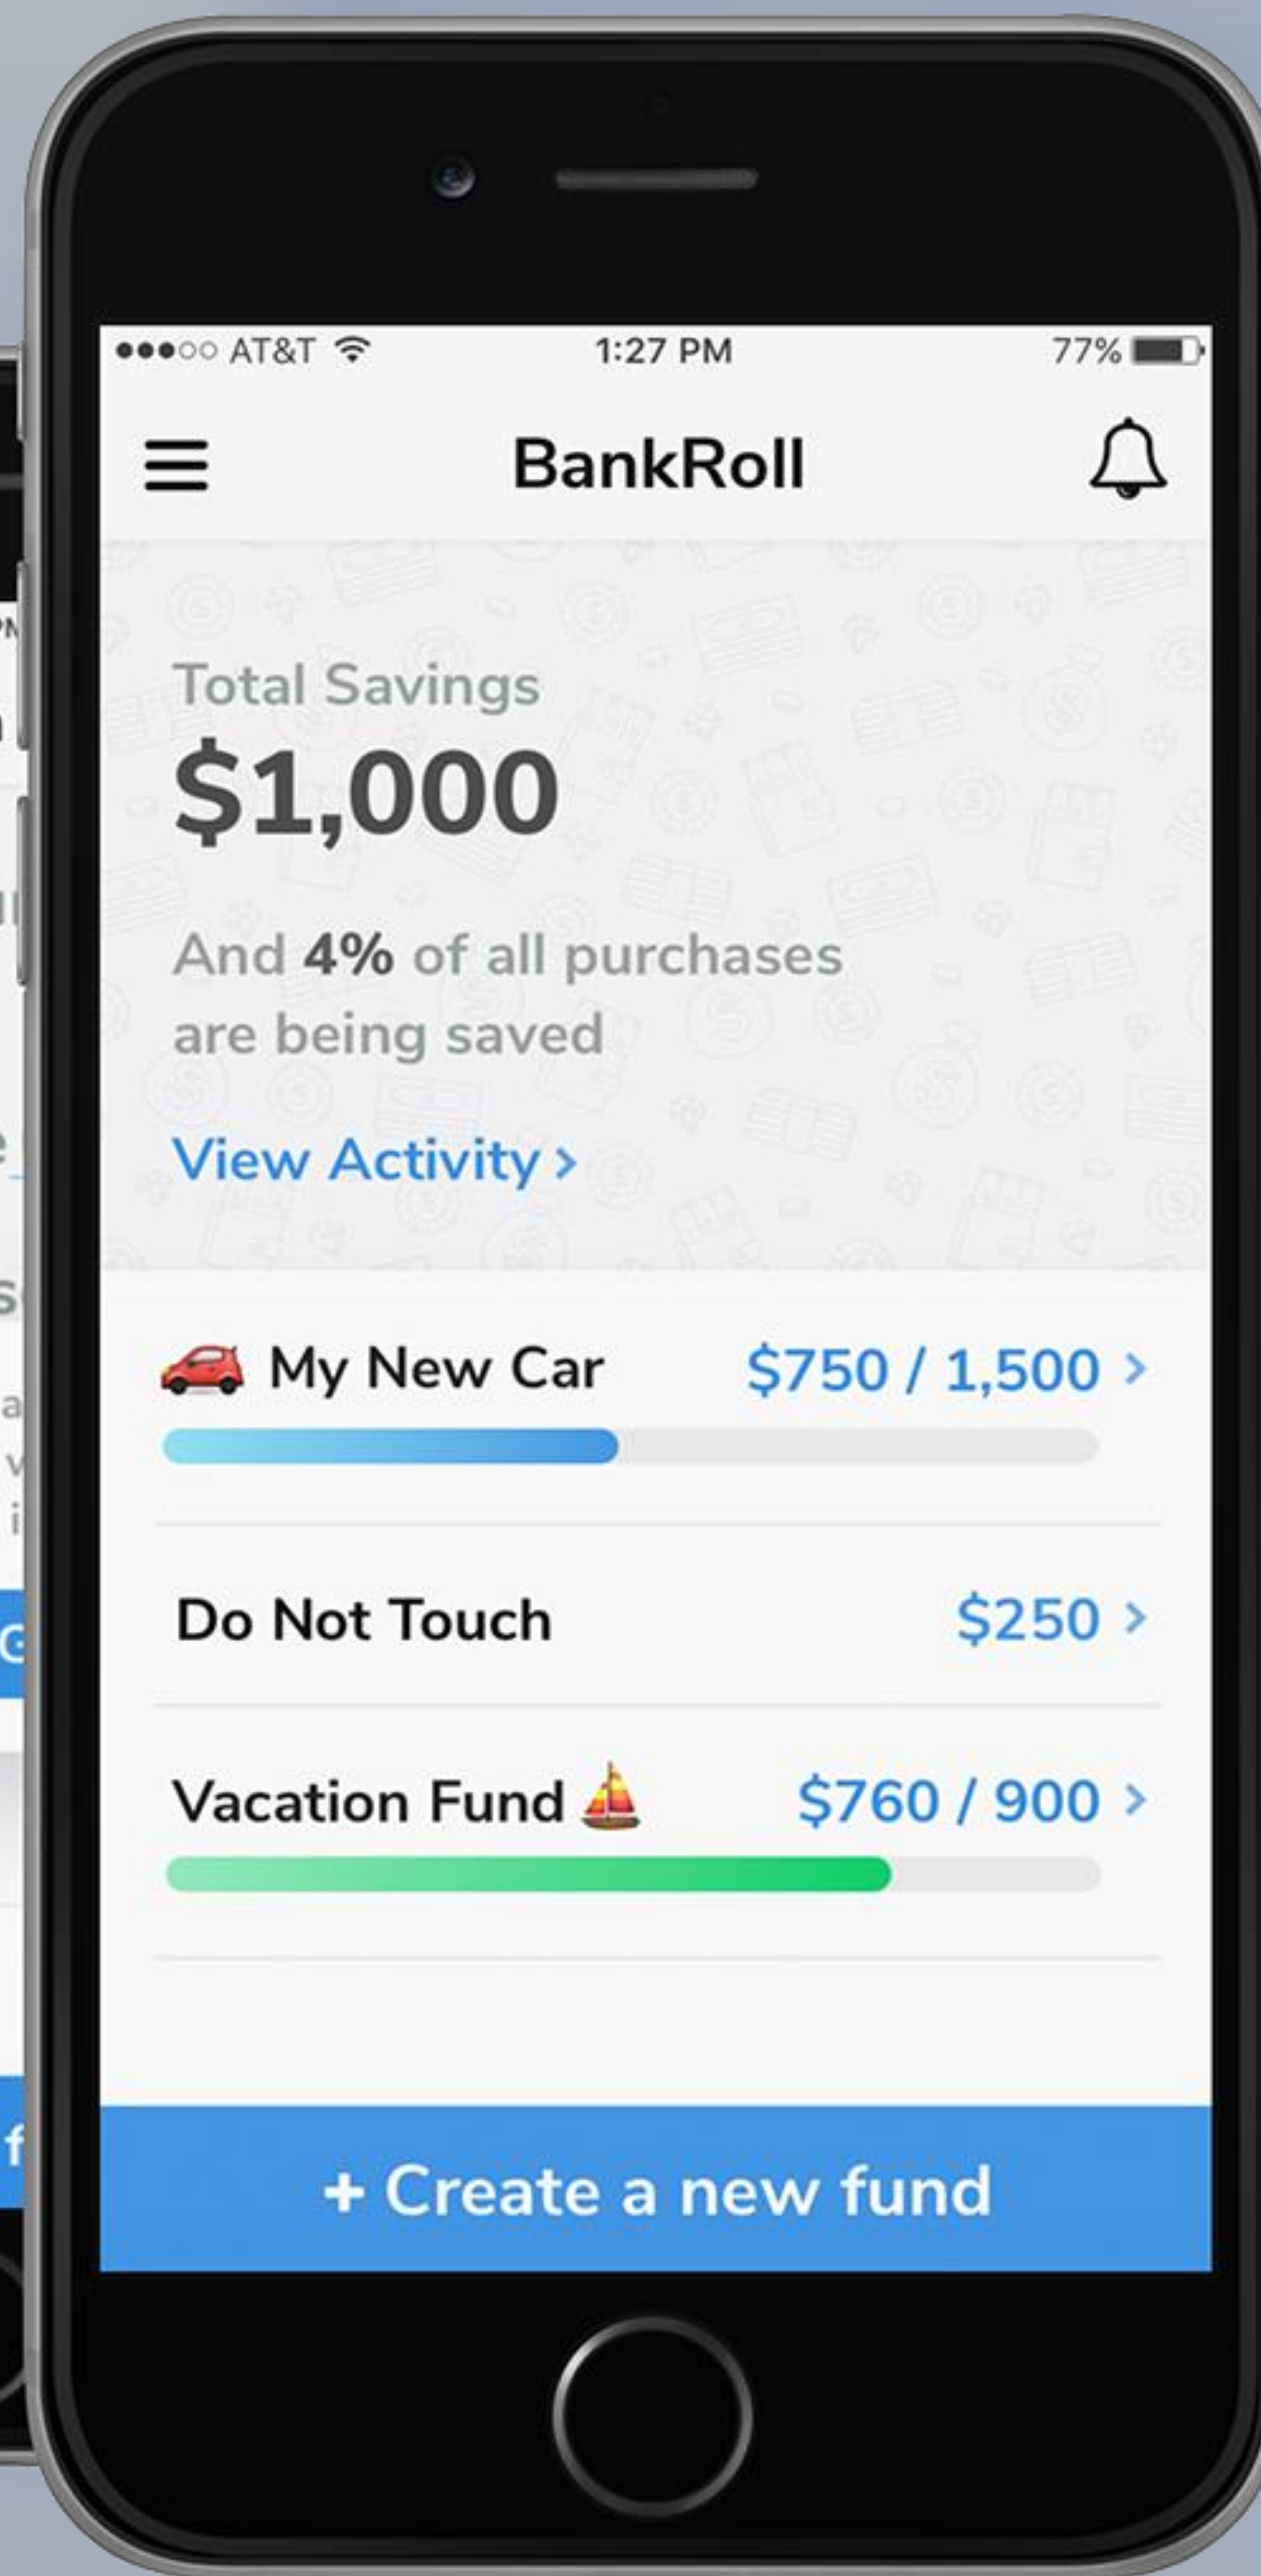 AT&T 1:27 PM 77%
BankRoll
Total Savings
$1,000
And 4% of all purchases
are being saved
View Activity >
My New Car $750 / 1,500 >
Do Not Touch $250 >
Vacation Fund $760 / 900 >
+ Create a new fund